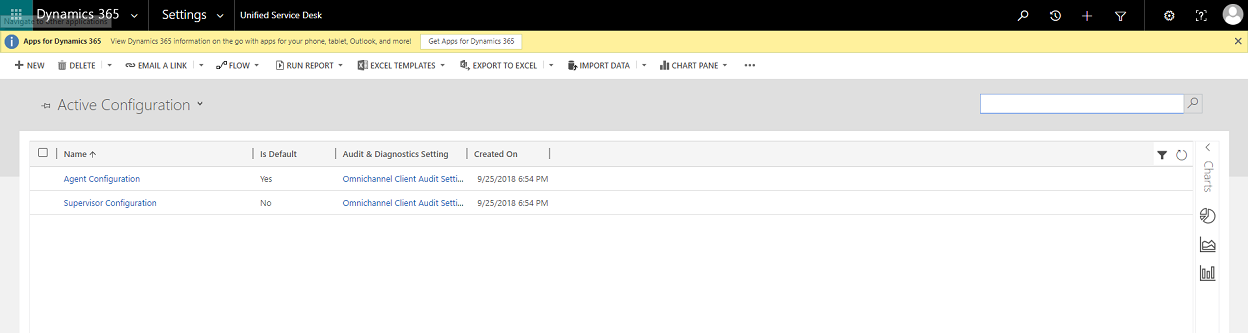 Dynamics 365 Settings Unified Service Desk
Navigate to other applications
Apps for Dynamics 365 View Dynamics 365 information on the go with apps for your phone, tablet, Outlook, and more! Get Apps for Dynamics 365
NEW DELETE EMAIL A LINK FLOW RUN REPORT EXCEL TEMPLATES EXPORT TO EXCEL IMPORT DATA CHART PANE
Active Configuration
Name Is Default Audit & Diagnostics Setting Created On
Agent Configuration Yes Omnichannel Client Audit Setti... 9/25/2018 6:54 PM
Supervisor Configuration No Omnichannel Client Audit Setti... 9/25/2018 6:54 PM
Charts